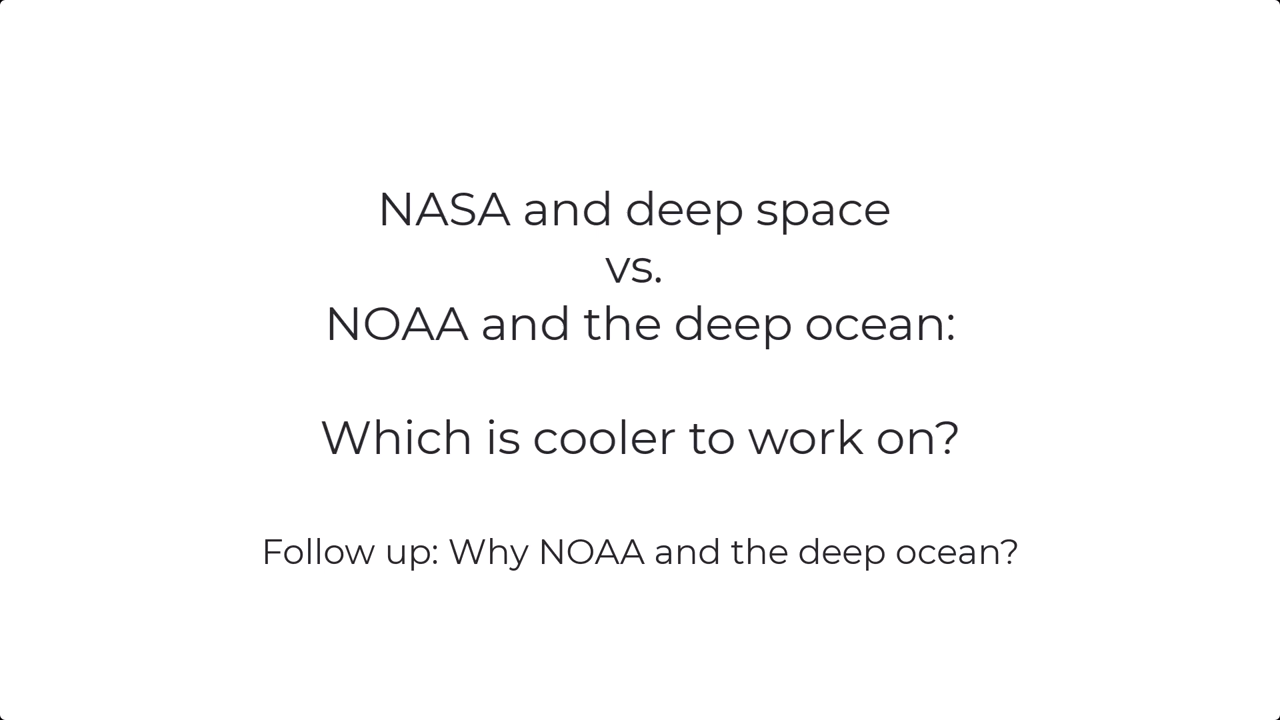 NASA and deep space
vs.
NOAA and the deep ocean:
Which is cooler to work on?
Follow up: Why NOAA and the deep ocean?